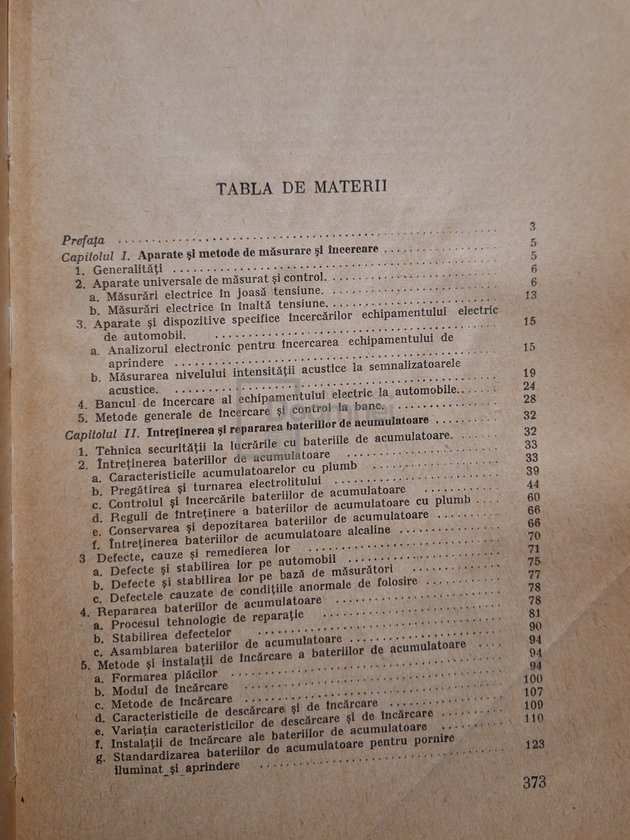 TABLA DE MATERII
Prefața . . . 3
Capitolul I. Aparate și metode de măsurare și încercare . . . 5
1. Generalități . . . 5
2. Aparate universale de măsurat și control. . . . 6
a. Măsurări electrice în joasă tensiune. . . . 6
b. Măsurări electrice în înaltă tensiune. . . . 13
3. Aparate și dispozitive specifice încercărilor echipamentului electric
de automobil. . . . 15
a. Analizorul electronic pentru încercarea echipamentului de
aprindere . . . 15
b. Măsurarea nivelului intensității acustice la semnalizatoarele
acustice. . . . 19
4. Bancul de încercare al echipamentului electric la automobile. . . . 24
5. Metode generale de încercare și control la banc. . . . 28
Capitolul II. Întreținerea și repararea bateriilor de acumulatoare . . . 32
1. Tehnica securității la lucrările cu bateriile de acumulatoare. . . . 32
2. Întreținerea bateriilor de acumulatoare . . . 33
a. Caracteristicile acumulatoarelor cu plumb . . . 33
b. Pregătirea și turnarea electrolitului . . . 39
c. Controlul și încercările bateriilor de acumulatoare . . . 44
d. Reguli de întreținere a bateriilor de acumulatoare cu plumb . . . 60
e. Conservarea și depozitarea bateriilor de acumulatoare . . . 66
f. Întreținerea bateriilor de acumulatoare alcaline . . . 66
3 Defecte, cauze și remedierea lor . . . 70
a. Defecte și stabilirea lor pe automobil . . . 71
b. Defecte și stabilirea lor pe bază de măsurători . . . 75
c. Defectele cauzate de condițiile anormale de folosire . . . 77
4. Repararea bateriilor de acumulatoare . . . 78
a. Procesul tehnologic de reparație . . . 78
b. Stabilirea defectelor . . . 81
c. Asamblarea bateriilor de acumulatoare . . . 90
5. Metode și instalații de încărcare a bateriilor de acumulatoare . . . 94
a. Formarea plăcilor . . . 94
b. Modul de încărcare . . . 94
c. Metode de încărcare . . . 100
d. Caracteristicile de descărcare și de încărcare . . . 107
e. Variația caracteristicilor de descărcare și de încărcare . . . 109
f. Instalații de încărcare ale bateriilor de acumulatoare . . . 110
g. Standardizarea bateriilor de acumulatoare pentru pornire
iluminat și aprindere . . . 123
373